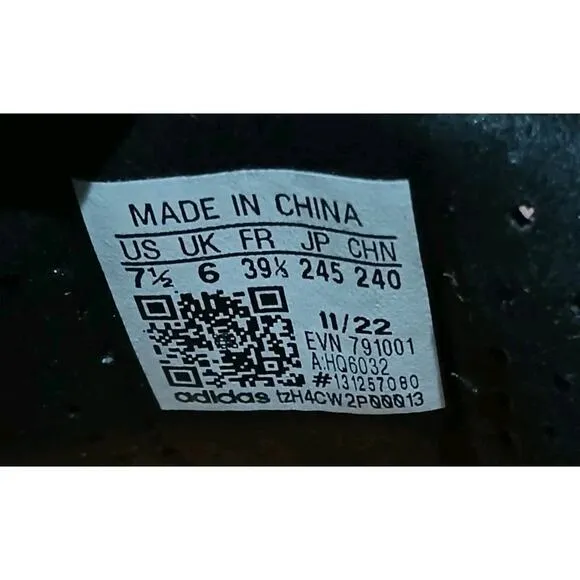 MADE IN CHINA
US UK FR JP CHN
7½ 6 39⅓ 245 240
11/22
EVN 791001
A:HQ6032
#131257080
adidas tzH4CW2P00013